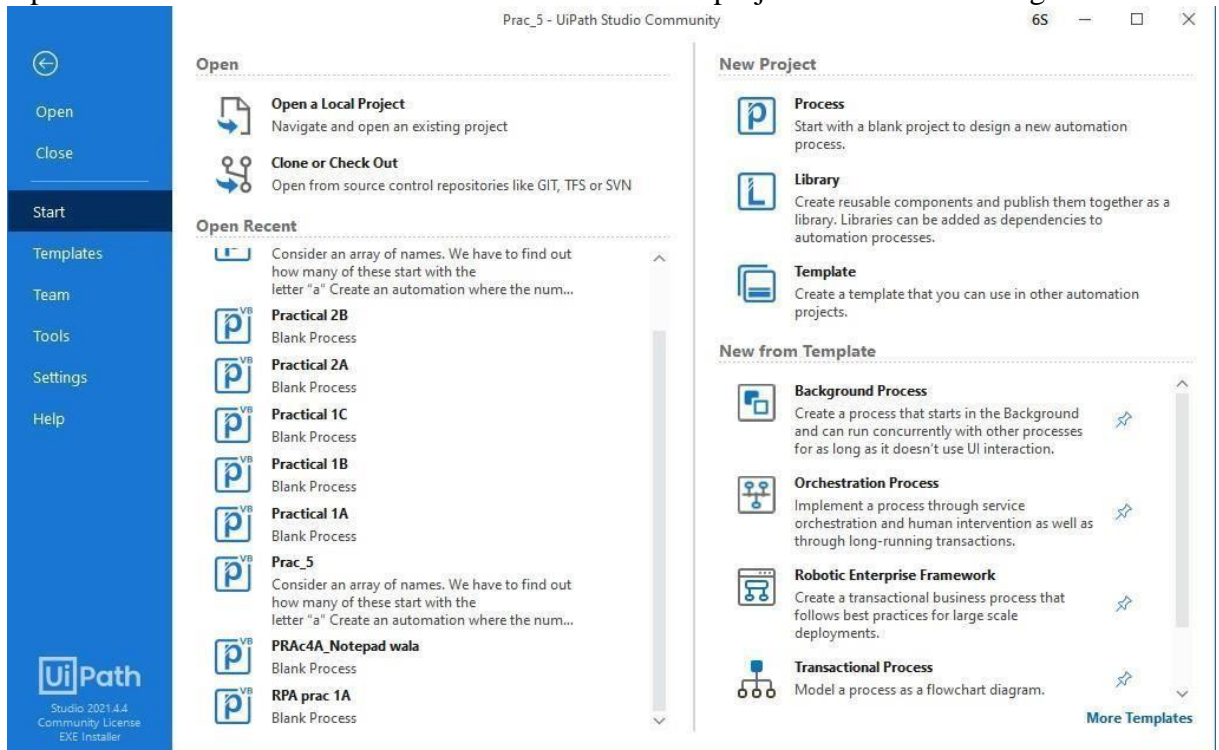 Prac_5 - UiPath Studio Community
6S
Open
Close
Start
Templates
Team
Tools
Settings
Help
UiPath
Studio 2021.4.4
Community License
EXE Installer
Open
Open a Local Project
Navigate and open an existing project
Clone or Check Out
Open from source control repositories like GIT, TFS or SVN
Open Recent
Consider an array of names. We have to find out
how many of these start with the
letter "a" Create an automation where the num...
VB
Practical 2B
Blank Process
VB
Practical 2A
Blank Process
VB
Practical 1C
Blank Process
VB
Practical 1B
Blank Process
VB
Practical 1A
Blank Process
VB
Prac_5
Consider an array of names. We have to find out
how many of these start with the
letter "a" Create an automation where the num...
VB
PRAc4A_Notepad wala
Blank Process
VB
RPA prac 1A
Blank Process
New Project
Process
Start with a blank project to design a new automation
process.
Library
Create reusable components and publish them together as a
library. Libraries can be added as dependencies to
automation processes.
Template
Create a template that you can use in other automation
projects.
New from Template
Background Process
Create a process that starts in the Background
and can run concurrently with other processes
for as long as it doesn't use UI interaction.
Orchestration Process
Implement a process through service
orchestration and human intervention as well as
through long-running transactions.
Robotic Enterprise Framework
Create a transactional business process that
follows best practices for large scale
deployments.
Transactional Process
Model a process as a flowchart diagram.
More Templates